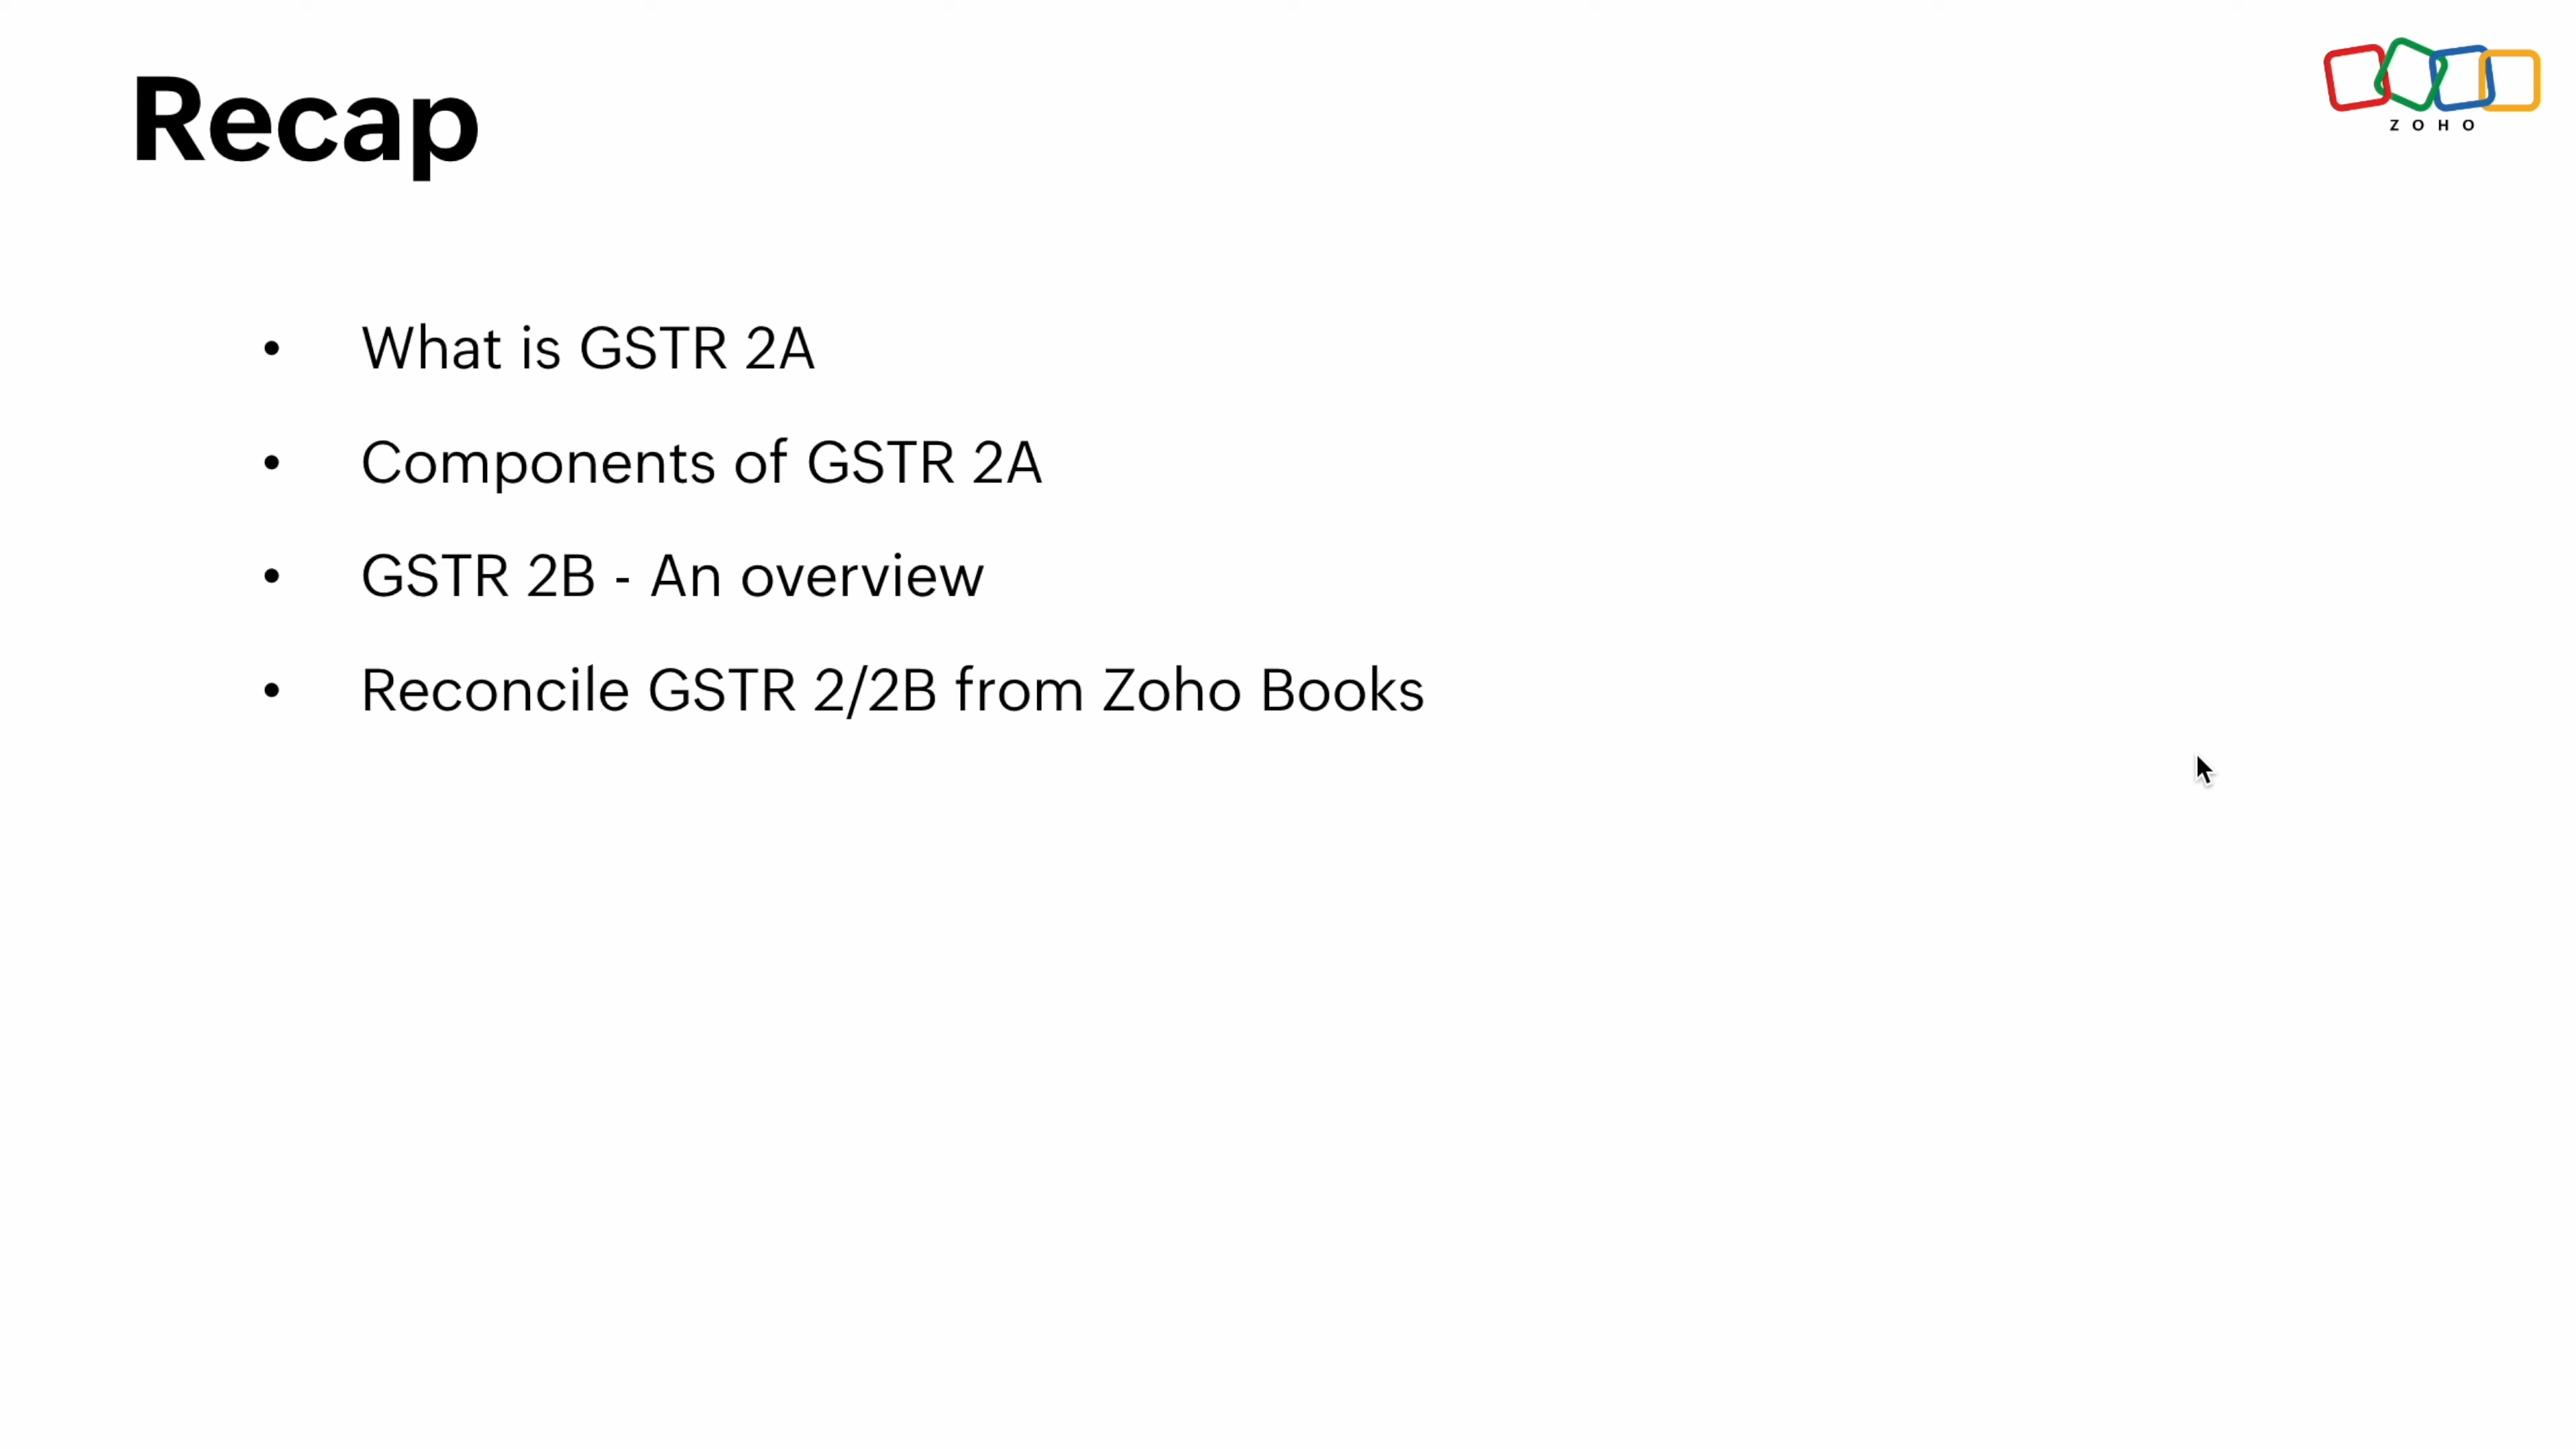 Recap
ZOHO
• What is GSTR 2A
• Components of GSTR 2A
• GSTR 2B - An overview
• Reconcile GSTR 2/2B from Zoho Books